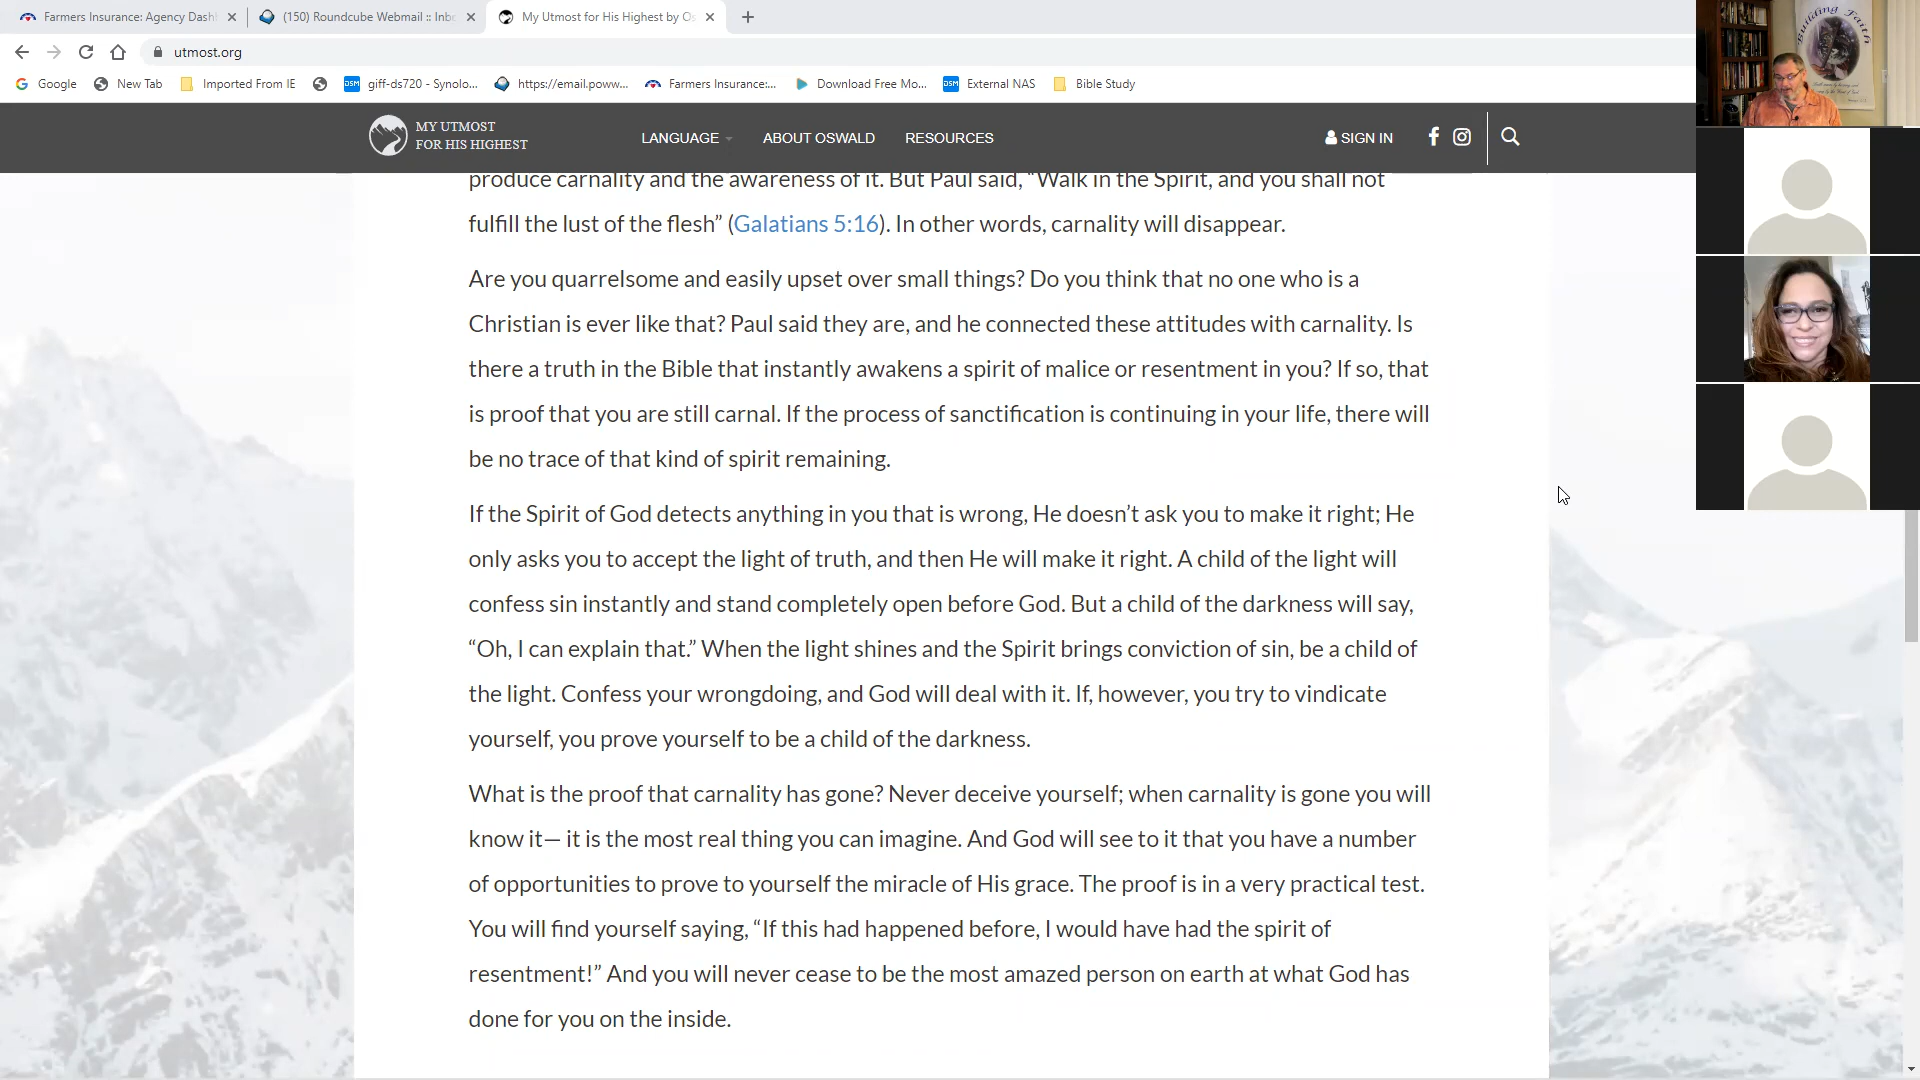 Farmers Insurance: Agency Dash
(150) Roundcube Webmail :: Inb
My Utmost for His Highest by Os
utmost.org
Google
New Tab
Imported From IE
giff-ds720 - Synolo...
https://email.poww...
Farmers Insurance:...
Download Free Mo...
External NAS
Bible Study
MY UTMOST
FOR HIS HIGHEST
LANGUAGE
ABOUT OSWALD
RESOURCES
SIGN IN
produce carnality and the awareness of it. But Paul said, “Walk in the Spirit, and you shall not
fulfill the lust of the flesh” (Galatians 5:16). In other words, carnality will disappear.
Are you quarrelsome and easily upset over small things? Do you think that no one who is a
Christian is ever like that? Paul said they are, and he connected these attitudes with carnality. Is
there a truth in the Bible that instantly awakens a spirit of malice or resentment in you? If so, that
is proof that you are still carnal. If the process of sanctification is continuing in your life, there will
be no trace of that kind of spirit remaining.
If the Spirit of God detects anything in you that is wrong, He doesn’t ask you to make it right; He
only asks you to accept the light of truth, and then He will make it right. A child of the light will
confess sin instantly and stand completely open before God. But a child of the darkness will say,
“Oh, I can explain that.” When the light shines and the Spirit brings conviction of sin, be a child of
the light. Confess your wrongdoing, and God will deal with it. If, however, you try to vindicate
yourself, you prove yourself to be a child of the darkness.
What is the proof that carnality has gone? Never deceive yourself; when carnality is gone you will
know it— it is the most real thing you can imagine. And God will see to it that you have a number
of opportunities to prove to yourself the miracle of His grace. The proof is in a very practical test.
You will find yourself saying, “If this had happened before, I would have had the spirit of
resentment!” And you will never cease to be the most amazed person on earth at what God has
done for you on the inside.
Building Faith